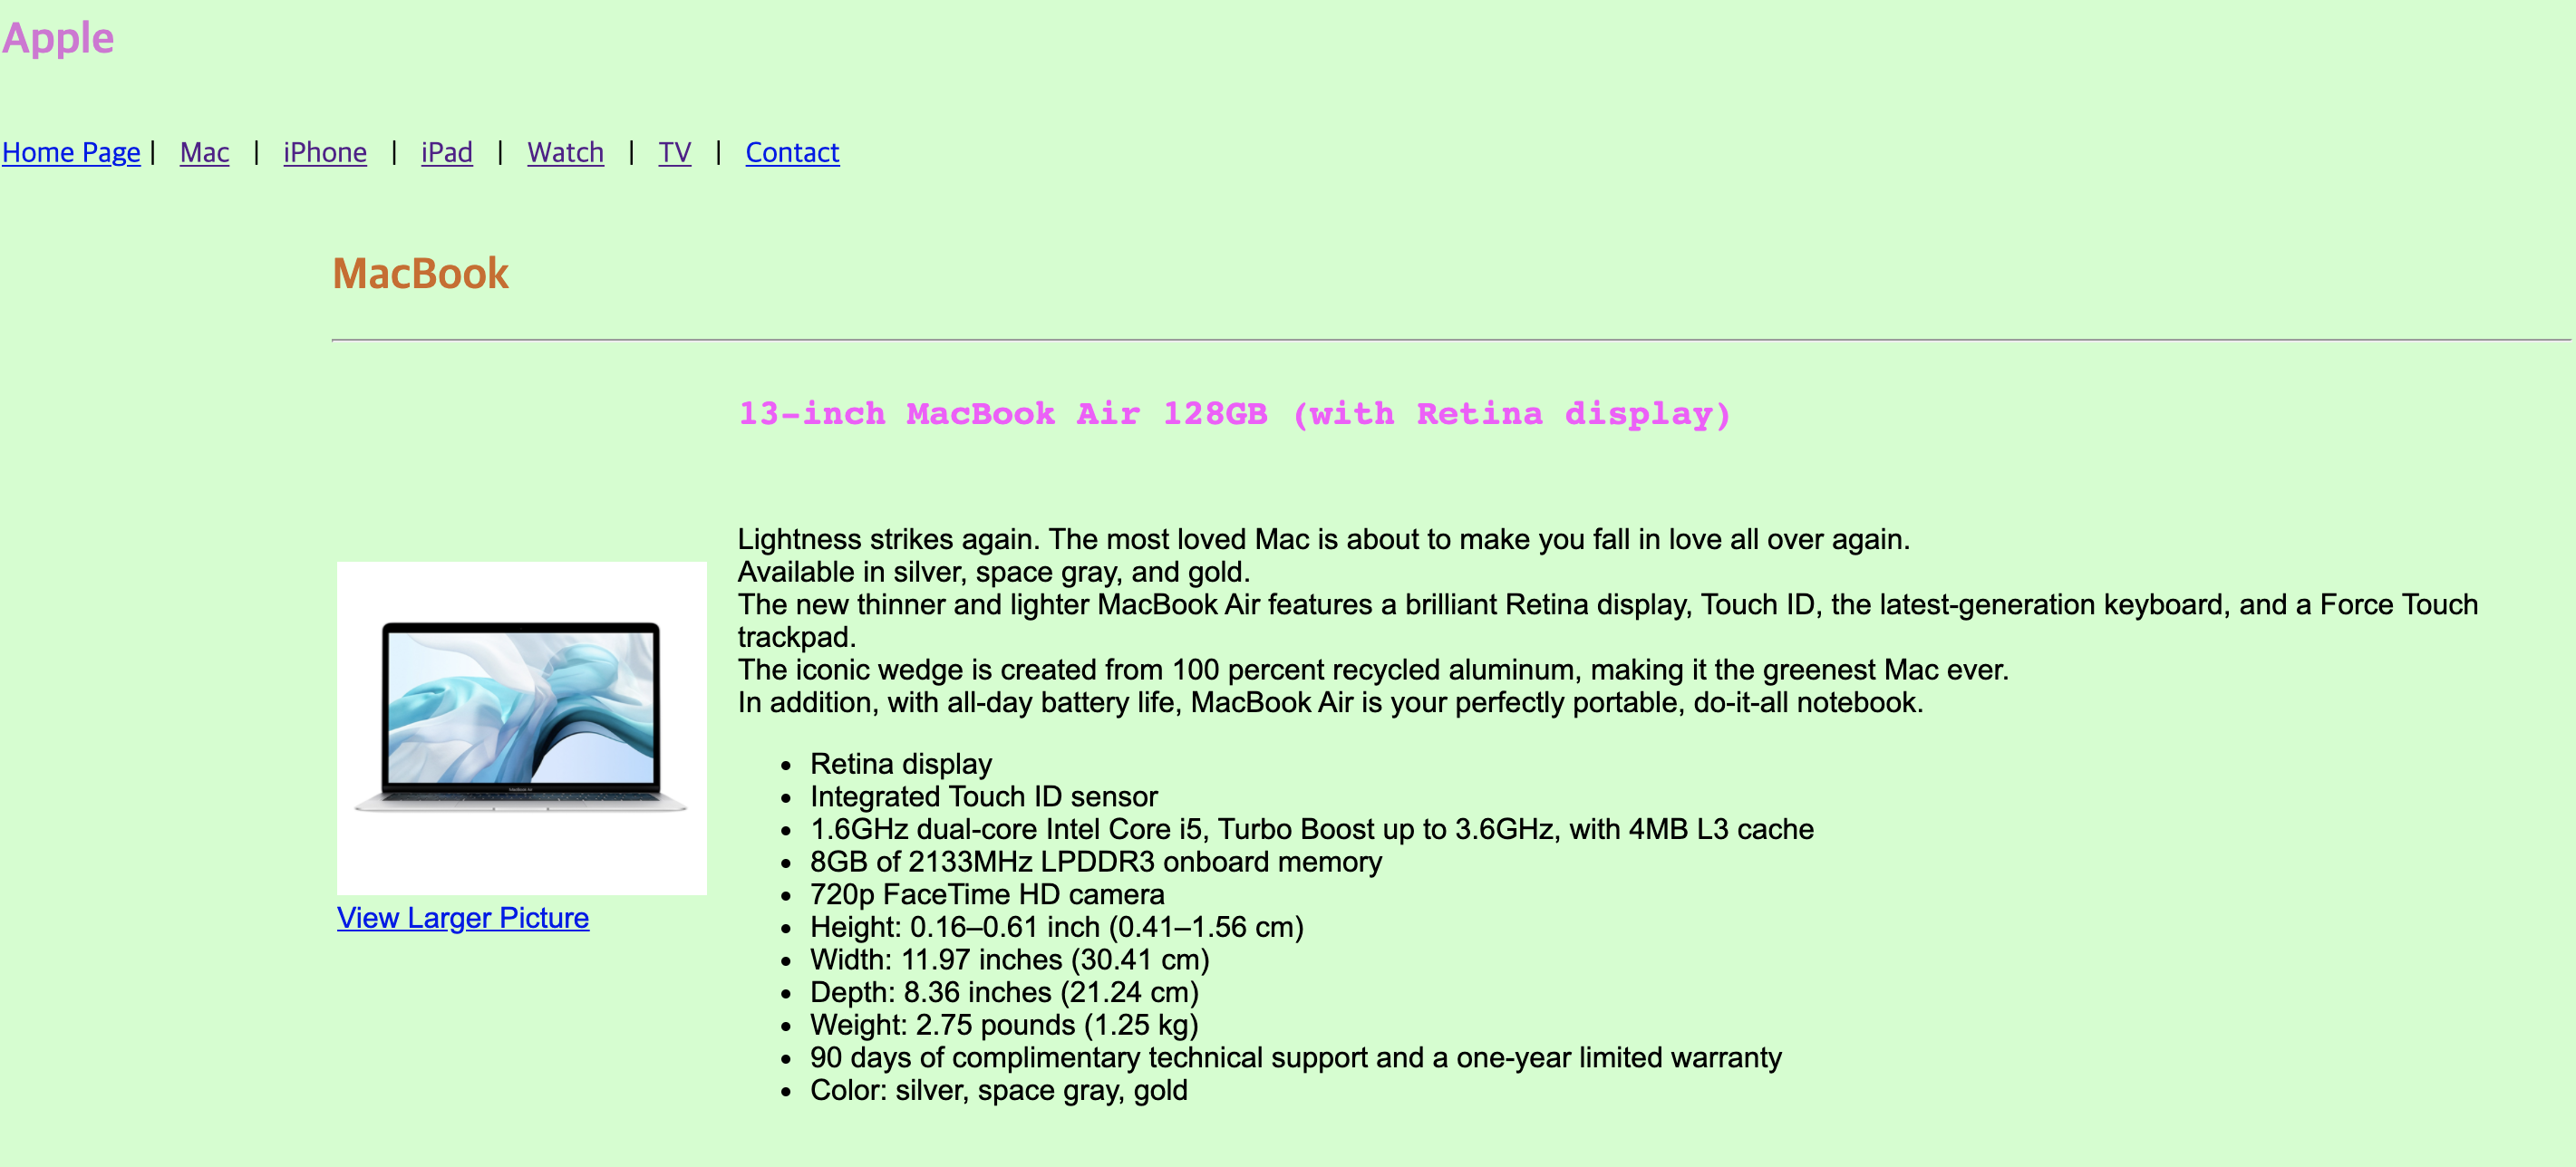 Apple
Home Page | Mac | iPhone | iPad | Watch | TV | Contact
MacBook
13-inch MacBook Air 128GB (with Retina display)
Lightness strikes again. The most loved Mac is about to make you fall in love all over again.
Available in silver, space gray, and gold.
The new thinner and lighter MacBook Air features a brilliant Retina display, Touch ID, the latest-generation keyboard, and a Force Touch
trackpad.
The iconic wedge is created from 100 percent recycled aluminum, making it the greenest Mac ever.
In addition, with all-day battery life, MacBook Air is your perfectly portable, do-it-all notebook.
View Larger Picture
• Retina display
• Integrated Touch ID sensor
• 1.6GHz dual-core Intel Core i5, Turbo Boost up to 3.6GHz, with 4MB L3 cache
• 8GB of 2133MHz LPDDR3 onboard memory
• 720p FaceTime HD camera
• Height: 0.16–0.61 inch (0.41–1.56 cm)
• Width: 11.97 inches (30.41 cm)
• Depth: 8.36 inches (21.24 cm)
• Weight: 2.75 pounds (1.25 kg)
• 90 days of complimentary technical support and a one-year limited warranty
• Color: silver, space gray, gold